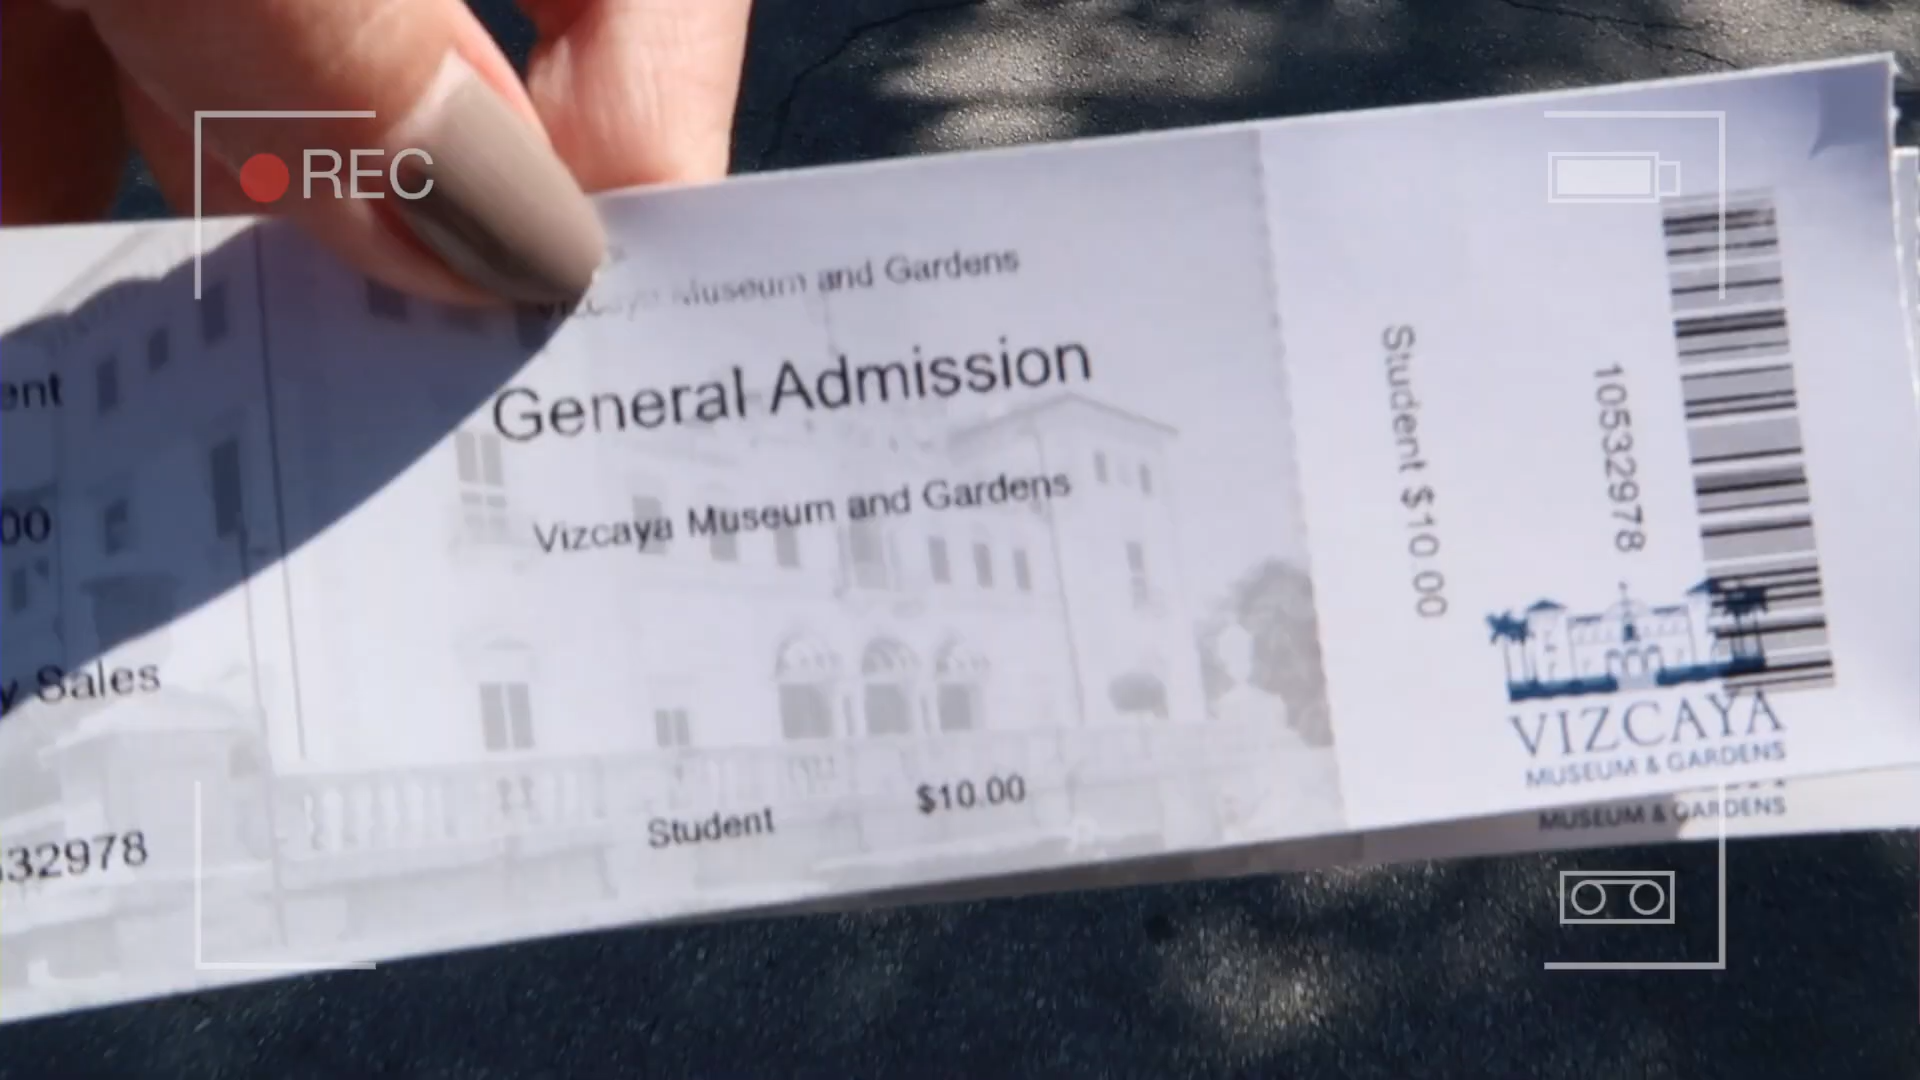 REC
Vizcaya Museum and Gardens
General Admission
Vizcaya Museum and Gardens
Student $10.00
ent
00
y Sales
32978
Student $10.00
10532978
VIZCAYA
MUSEUM & GARDENS
MUSEUM & GARDENS